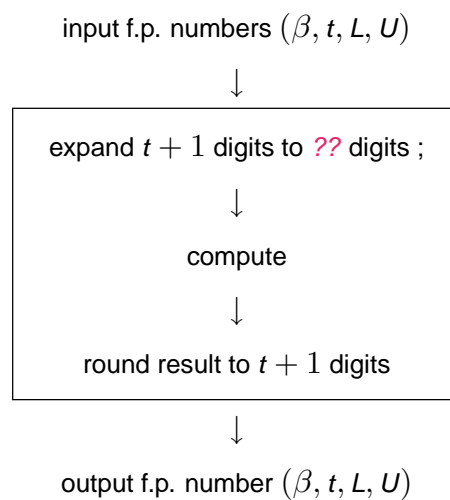 input f.p. numbers (β, t, L, U)
↓
expand t + 1 digits to ?? digits ;
↓
compute
↓
round result to t + 1 digits
↓
output f.p. number (β, t, L, U)